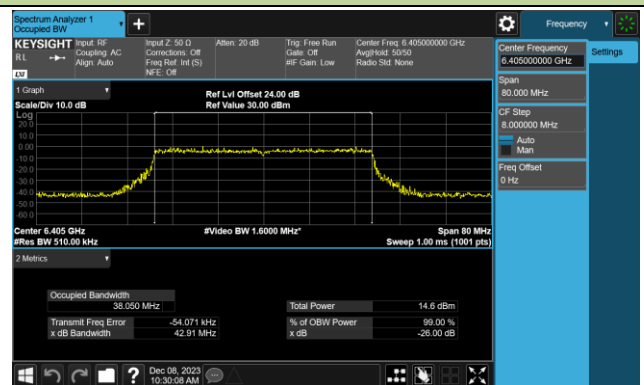 Spectrum Analyzer 1
Occupied BW
Frequency
KEYSIGHT
Input: RF
Coupling: AC
Align: Auto
Input Z: 50 Ω
Corrections: Off
Freq Ref: Int (S)
NFE: Off
Atten: 20 dB
Trig: Free Run
Gate: Off
#IF Gain: Low
Center Freq: 6.405000000 GHz
Avg|Hold: 50/50
Radio Std: None
R L
LXI
Center Frequency
6.405000000 GHz
Settings
Span
80.000 MHz
CF Step
8.000000 MHz
Auto
Man
Freq Offset
0 Hz
1 Graph
Scale/Div 10.0 dB
Ref Lvl Offset 24.00 dB
Ref Value 30.00 dBm
Log
20.0
10.0
0.00
-10.0
-20.0
-30.0
-40.0
-50.0
-60.0
Center 6.405 GHz
#Res BW 510.00 kHz
#Video BW 1.6000 MHz*
Span 80 MHz
Sweep 1.00 ms (1001 pts)
2 Metrics
Occupied Bandwidth
38.050 MHz
Total Power
14.6 dBm
Transmit Freq Error
-54.071 kHz
% of OBW Power
99.00 %
x dB Bandwidth
42.91 MHz
x dB
-26.00 dB
Dec 08, 2023
10:30:08 AM